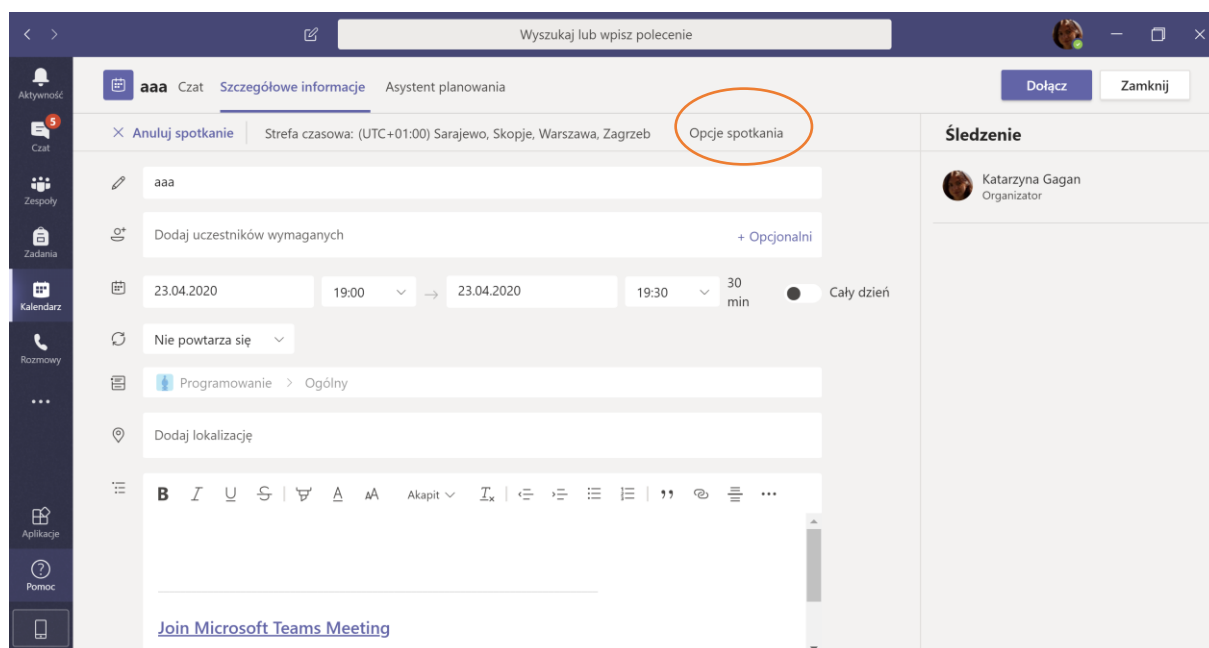 Wyszukaj lub wpisz polecenie
Aktywność
5
Czat
Zespoły
Zadania
Kalendarz
Rozmowy
Aplikacje
Pomoc
aaa Czat Szczegółowe informacje Asystent planowania
Dołącz Zamknij
Anuluj spotkanie Strefa czasowa: (UTC+01:00) Sarajewo, Skopje, Warszawa, Zagrzeb Opcje spotkania
aaa
Dodaj uczestników wymaganych + Opcjonalni
23.04.2020 19:00 → 23.04.2020 19:30 30 min Cały dzień
Nie powtarza się
Programowanie > Ogólny
Dodaj lokalizację
B I U S A AA Akapit Tx
Join Microsoft Teams Meeting
Śledzenie
Katarzyna Gagan
Organizator